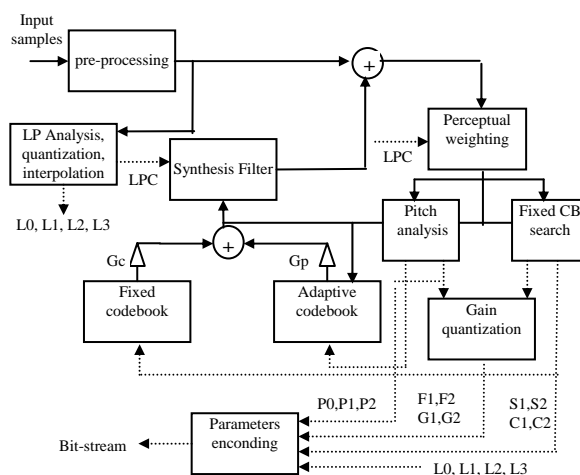 Input
samples
pre-processing
+
Perceptual
weighting
LP Analysis,
quantization,
interpolation
LPC
Synthesis Filter
LPC
L0, L1, L2, L3
Pitch
analysis
Fixed CB
search
+
Gc
Gp
Fixed
codebook
Adaptive
codebook
Gain
quantization
P0,P1,P2
F1,F2
G1,G2
S1,S2
C1,C2
Parameters
enconding
Bit-stream
L0, L1, L2, L3